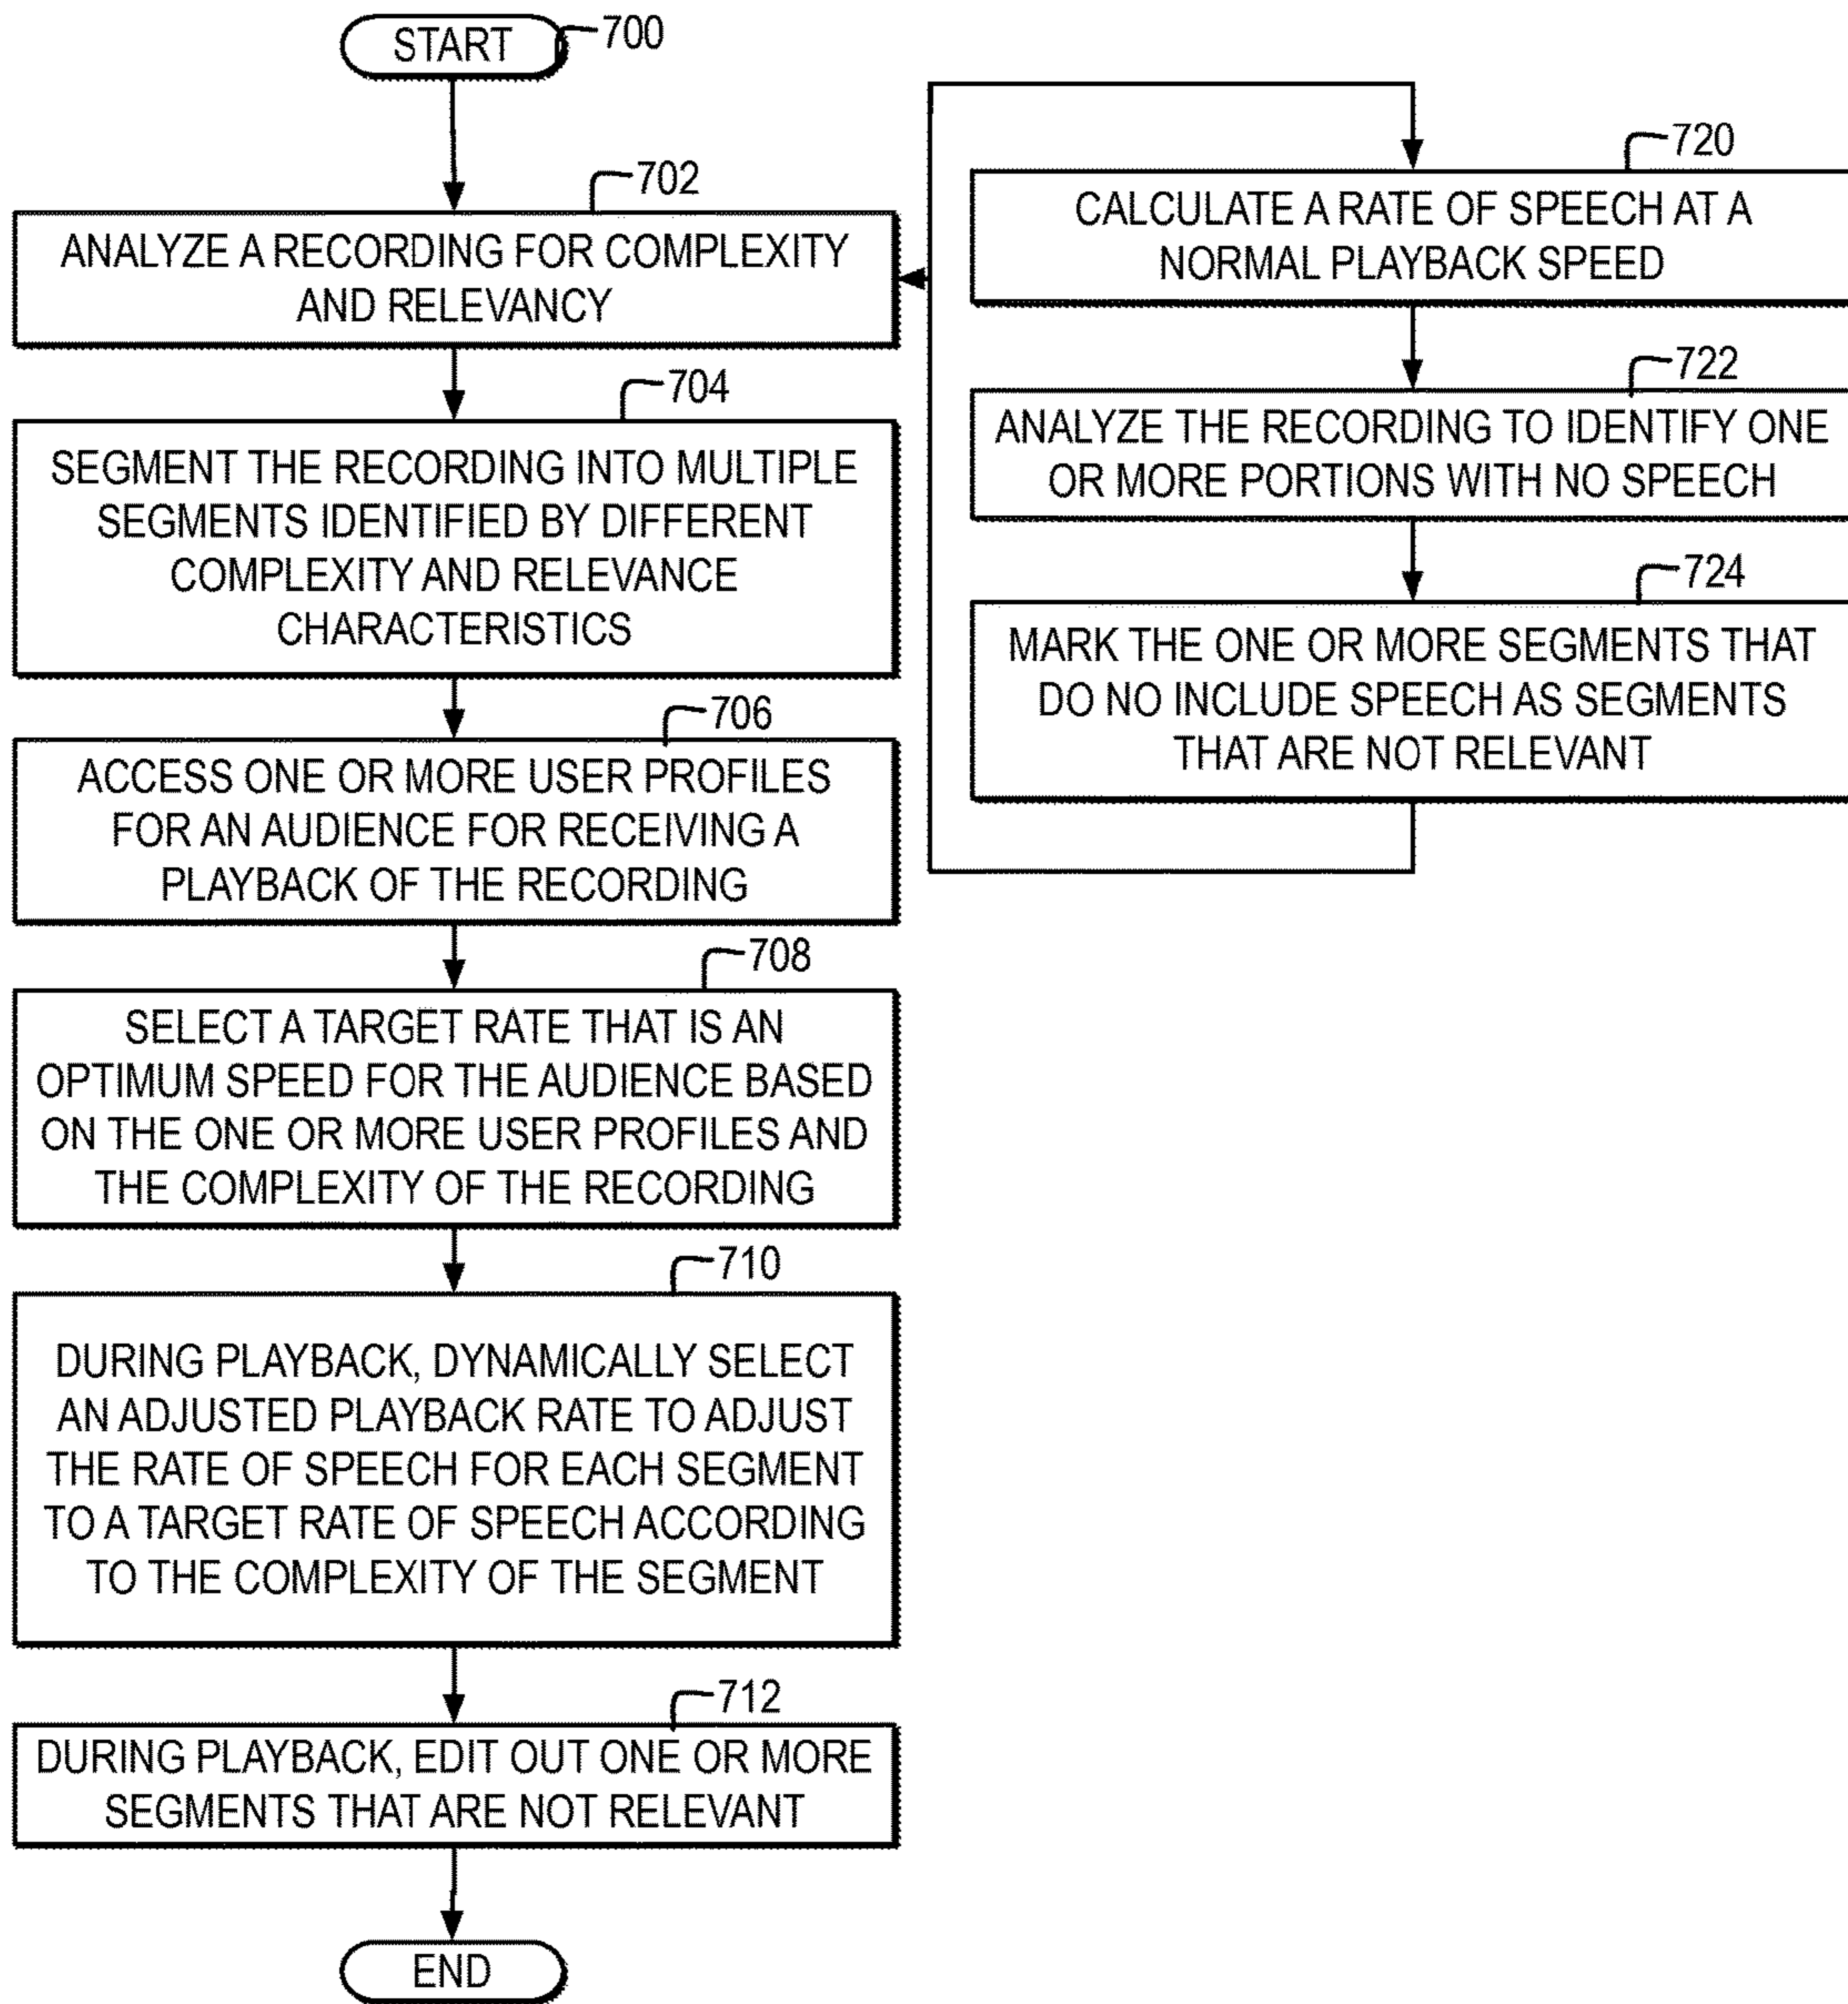 START
700
702
ANALYZE A RECORDING FOR COMPLEXITY
AND RELEVANCY
704
SEGMENT THE RECORDING INTO MULTIPLE
SEGMENTS IDENTIFIED BY DIFFERENT
COMPLEXITY AND RELEVANCE
CHARACTERISTICS
706
ACCESS ONE OR MORE USER PROFILES
FOR AN AUDIENCE FOR RECEIVING A
PLAYBACK OF THE RECORDING
708
SELECT A TARGET RATE THAT IS AN
OPTIMUM SPEED FOR THE AUDIENCE BASED
ON THE ONE OR MORE USER PROFILES AND
THE COMPLEXITY OF THE RECORDING
710
DURING PLAYBACK, DYNAMICALLY SELECT
AN ADJUSTED PLAYBACK RATE TO ADJUST
THE RATE OF SPEECH FOR EACH SEGMENT
TO A TARGET RATE OF SPEECH ACCORDING
TO THE COMPLEXITY OF THE SEGMENT
712
DURING PLAYBACK, EDIT OUT ONE OR MORE
SEGMENTS THAT ARE NOT RELEVANT
END
720
CALCULATE A RATE OF SPEECH AT A
NORMAL PLAYBACK SPEED
722
ANALYZE THE RECORDING TO IDENTIFY ONE
OR MORE PORTIONS WITH NO SPEECH
724
MARK THE ONE OR MORE SEGMENTS THAT
DO NO INCLUDE SPEECH AS SEGMENTS
THAT ARE NOT RELEVANT